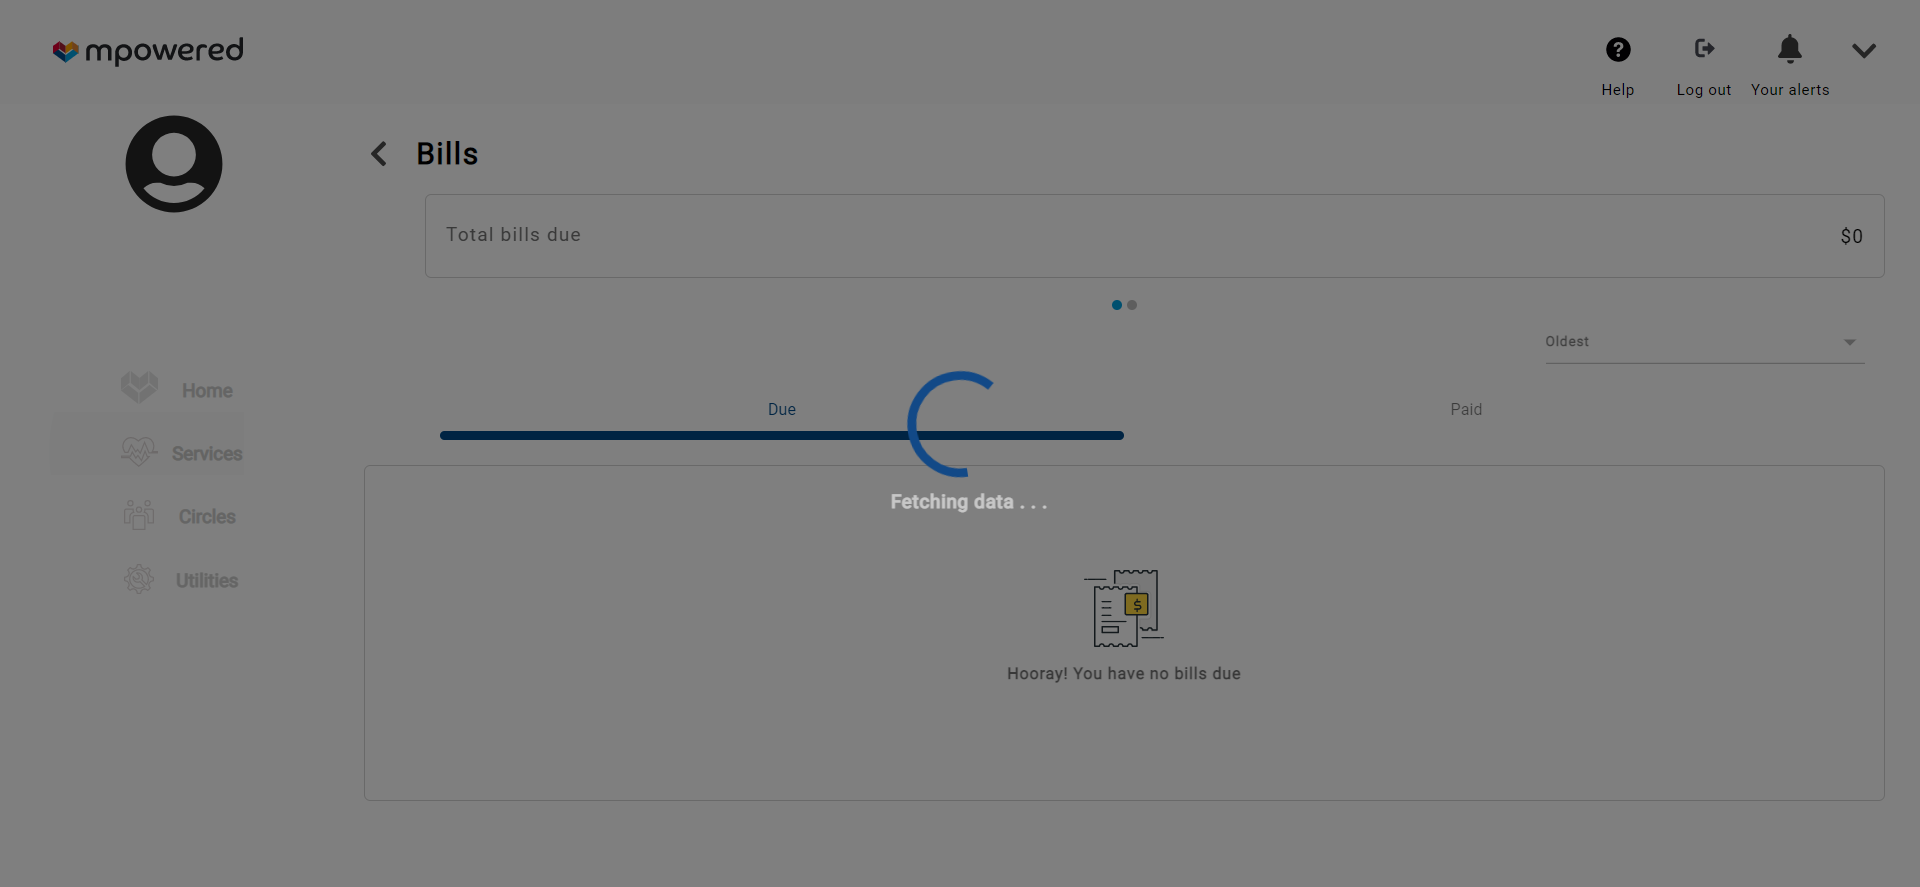 mpowered
Help
Log out
Your alerts
Bills
Total bills due
$0
Oldest
Due
Paid
Home
Services
Circles
Utilities
Fetching data . . .
$
Hooray! You have no bills due